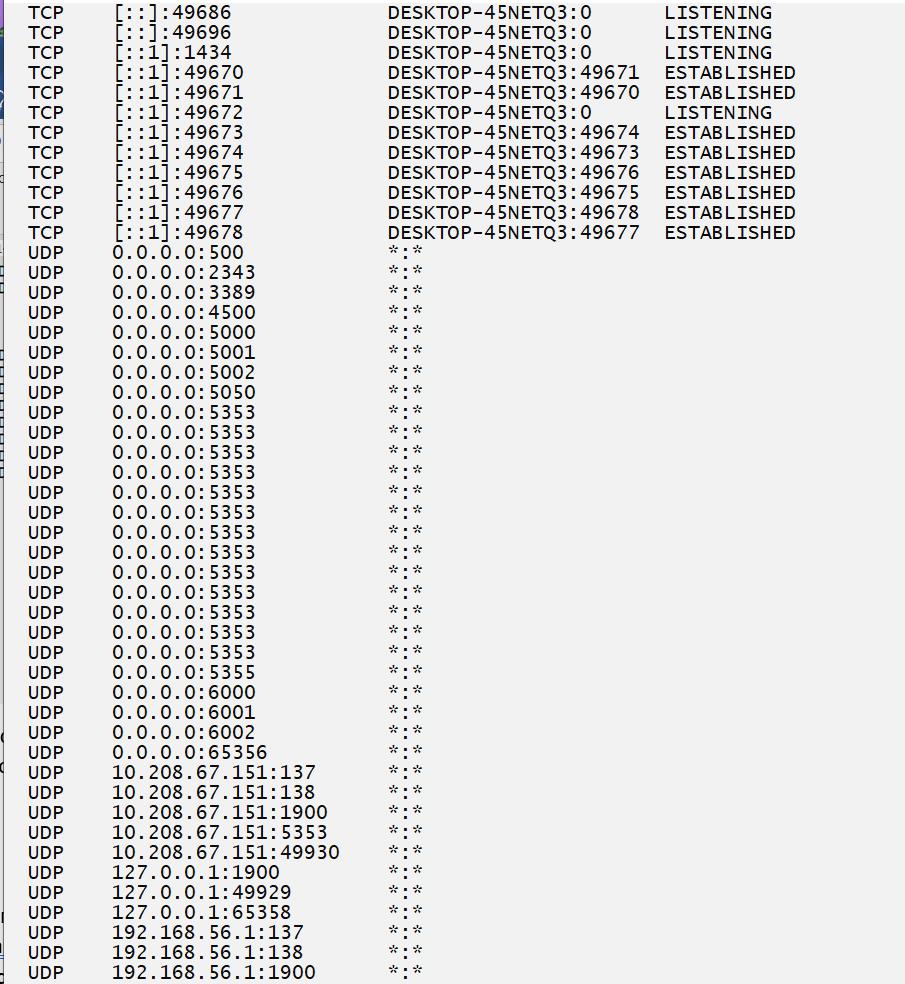 TCP [::]:49686 DESKTOP-45NETQ3:0 LISTENING
TCP [::]:49696 DESKTOP-45NETQ3:0 LISTENING
TCP [::1]:1434 DESKTOP-45NETQ3:0 LISTENING
TCP [::1]:49670 DESKTOP-45NETQ3:49671 ESTABLISHED
TCP [::1]:49671 DESKTOP-45NETQ3:49670 ESTABLISHED
TCP [::1]:49672 DESKTOP-45NETQ3:0 LISTENING
TCP [::1]:49673 DESKTOP-45NETQ3:49674 ESTABLISHED
TCP [::1]:49674 DESKTOP-45NETQ3:49673 ESTABLISHED
TCP [::1]:49675 DESKTOP-45NETQ3:49676 ESTABLISHED
TCP [::1]:49676 DESKTOP-45NETQ3:49675 ESTABLISHED
TCP [::1]:49677 DESKTOP-45NETQ3:49678 ESTABLISHED
TCP [::1]:49678 DESKTOP-45NETQ3:49677 ESTABLISHED
UDP 0.0.0.0:500 *:*
UDP 0.0.0.0:2343 *:*
UDP 0.0.0.0:3389 *:*
UDP 0.0.0.0:4500 *:*
UDP 0.0.0.0:5000 *:*
UDP 0.0.0.0:5001 *:*
UDP 0.0.0.0:5002 *:*
UDP 0.0.0.0:5050 *:*
UDP 0.0.0.0:5353 *:*
UDP 0.0.0.0:5353 *:*
UDP 0.0.0.0:5353 *:*
UDP 0.0.0.0:5353 *:*
UDP 0.0.0.0:5353 *:*
UDP 0.0.0.0:5353 *:*
UDP 0.0.0.0:5353 *:*
UDP 0.0.0.0:5353 *:*
UDP 0.0.0.0:5353 *:*
UDP 0.0.0.0:5353 *:*
UDP 0.0.0.0:5353 *:*
UDP 0.0.0.0:5353 *:*
UDP 0.0.0.0:5353 *:*
UDP 0.0.0.0:5355 *:*
UDP 0.0.0.0:6000 *:*
UDP 0.0.0.0:6001 *:*
UDP 0.0.0.0:6002 *:*
UDP 0.0.0.0:65356 *:*
UDP 10.208.67.151:137 *:*
UDP 10.208.67.151:138 *:*
UDP 10.208.67.151:1900 *:*
UDP 10.208.67.151:5353 *:*
UDP 10.208.67.151:49930 *:*
UDP 127.0.0.1:1900 *:*
UDP 127.0.0.1:49929 *:*
UDP 127.0.0.1:65358 *:*
UDP 192.168.56.1:137 *:*
UDP 192.168.56.1:138 *:*
UDP 192.168.56.1:1900 *:*